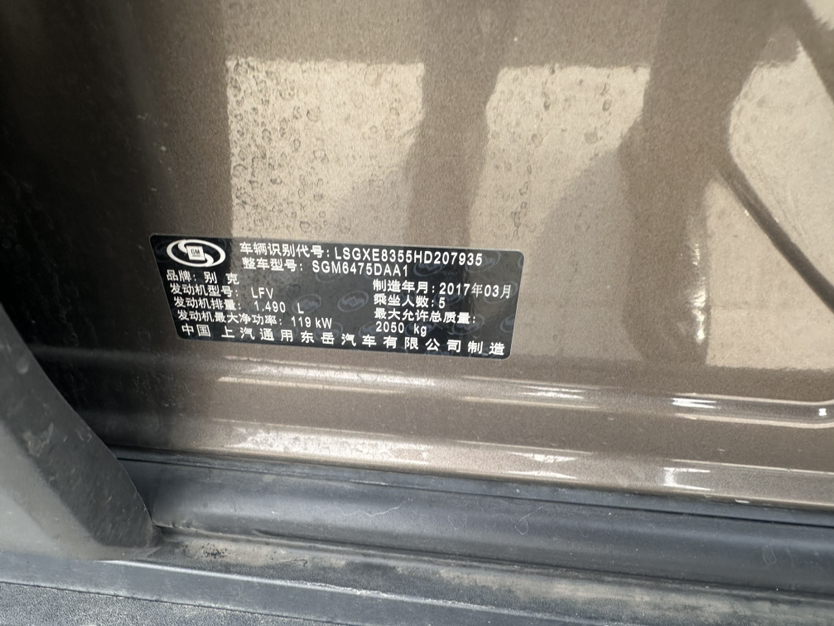 GM
车辆识别代号：LSGXE8355HD207935
整车型号：SGM6475DAA1
品牌：别 克 制造年月：2017年03月
发动机型号：LFV 乘坐人数：5
发动机排量：1.490 L 最大允许总质量：
发动机最大净功率：119 kW 2050 kg
中国 上汽通用东岳汽车有限公司制造